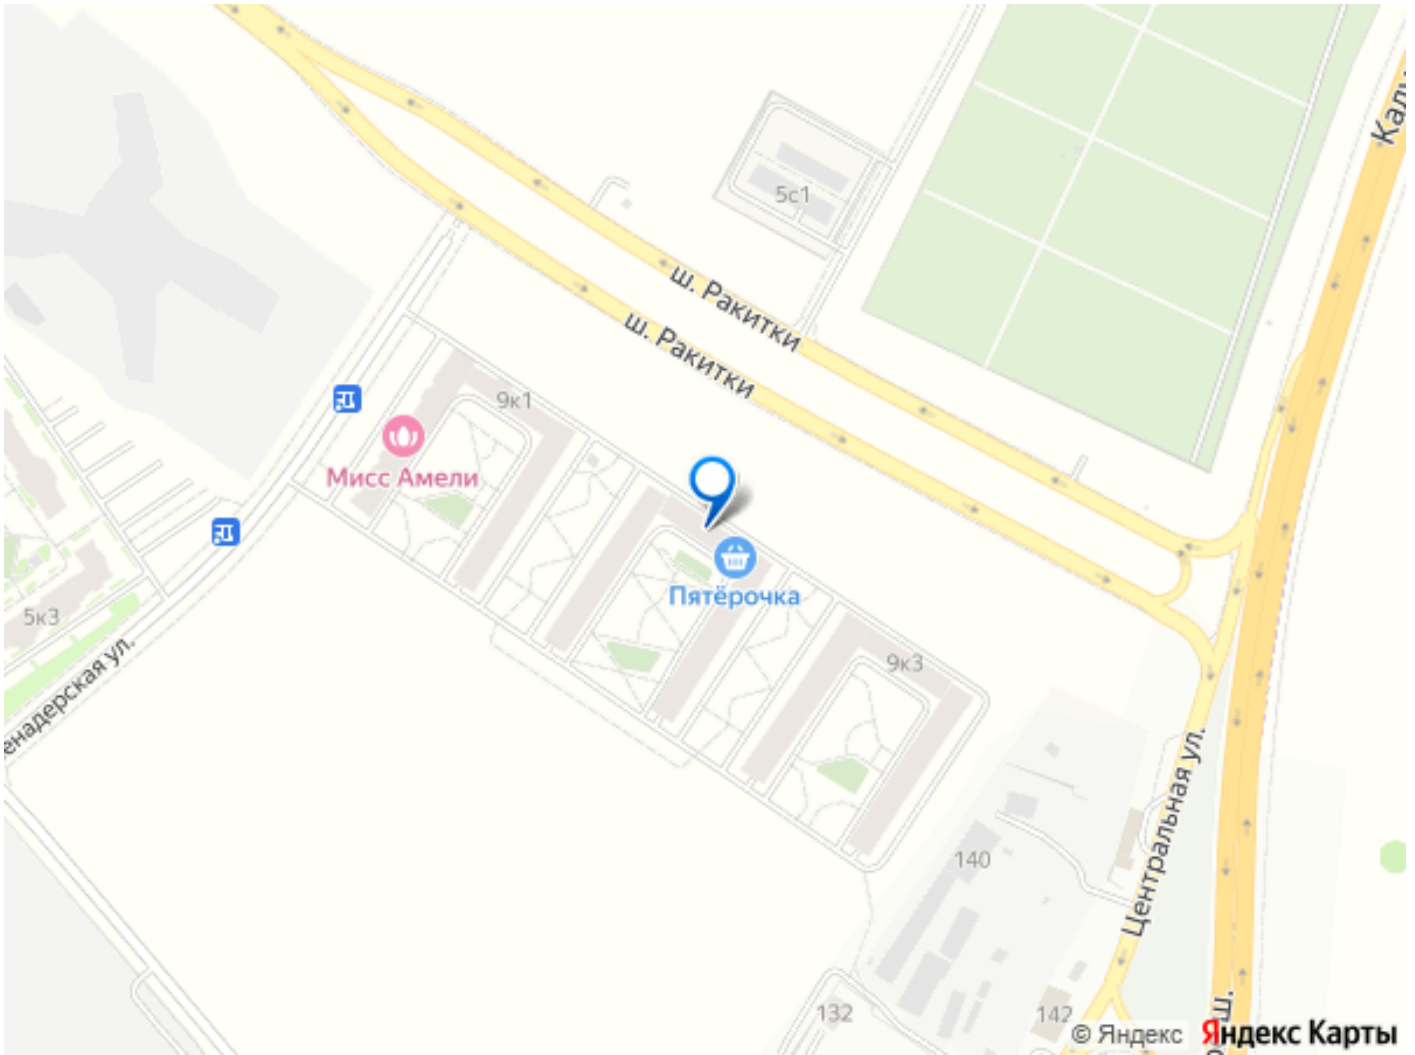 Калу
5с1
ш. Ракитки
ш. Ракитки
9к1
Мисс Амели
Пятёрочка
5к3
9к3
енадерская ул.
Центральная ул.
140
132
142
ш.
© Яндекс
Яндекс Карты